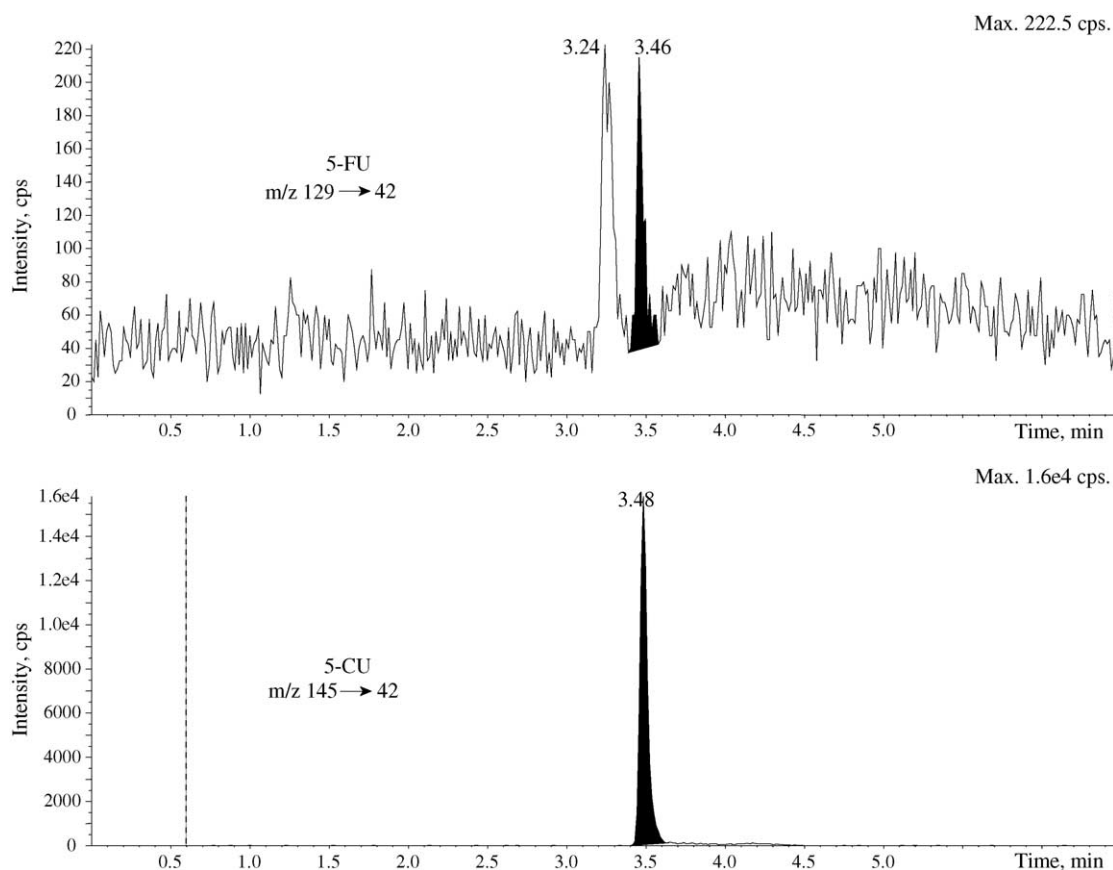 Max. 222.5 cps.
3.24
3.46
220
200
180
160
140
120
100
80
60
40
20
0
Intensity, cps
5-FU
m/z 129 → 42
0.5 1.0 1.5 2.0 2.5 3.0 3.5 4.0 4.5 5.0 Time, min
Max. 1.6e4 cps.
3.48
1.6e4
1.4e4
1.2e4
1.0e4
8000
6000
4000
2000
0
Intensity, cps
5-CU
m/z 145 → 42
0.5 1.0 1.5 2.0 2.5 3.0 3.5 4.0 4.5 5.0 Time, min